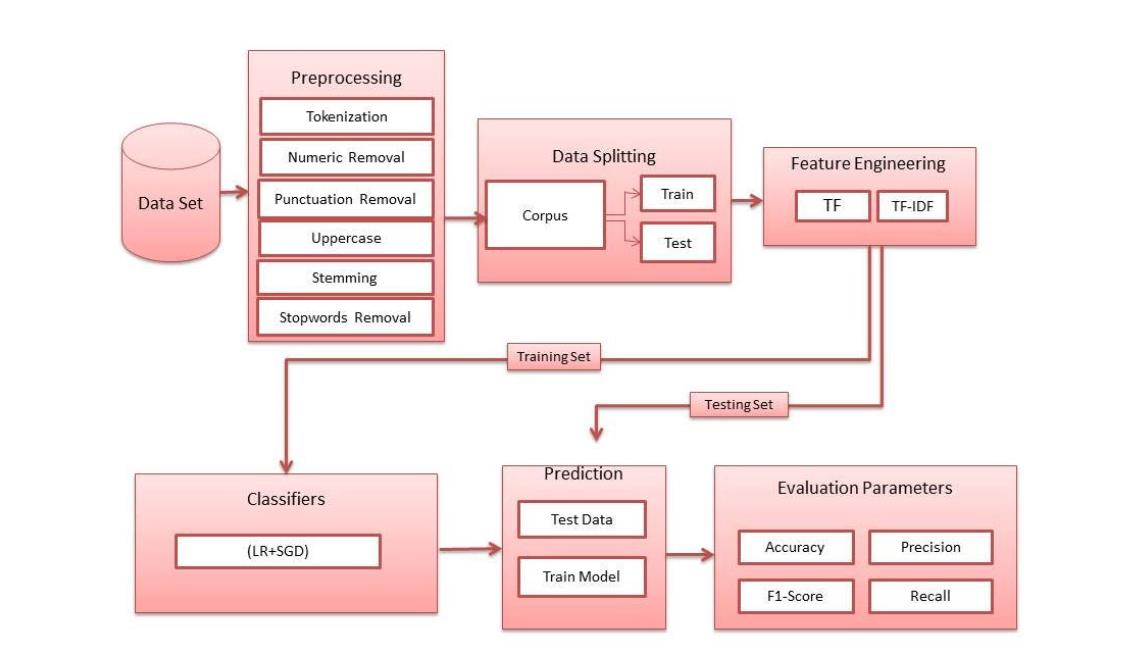 Preprocessing
Tokenization
Numeric Removal
Punctuation Removal
Uppercase
Stemming
Stopwords Removal
Data Set
Data Splitting
Corpus
Train
Test
Feature Engineering
TF
TF-IDF
Training Set
Testing Set
Classifiers
(LR+SGD)
Prediction
Test Data
Train Model
Evaluation Parameters
Accuracy
Precision
F1-Score
Recall